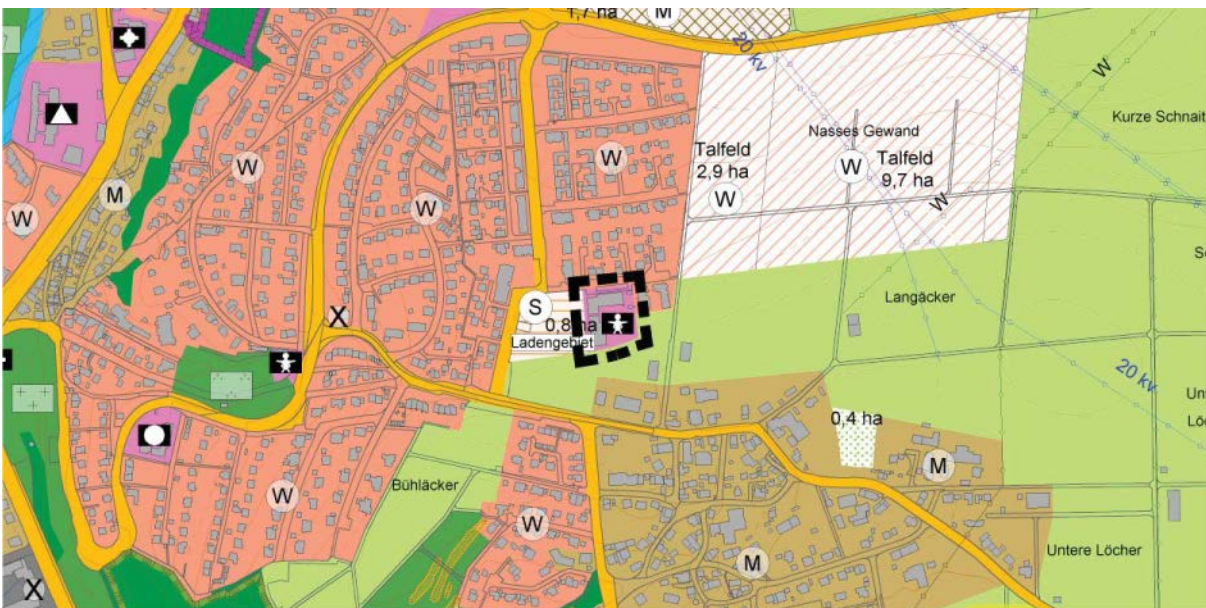 1,7 ha
M
20 kv
W
Kurze Schnait
Nasses Gewand
W
W
Talfeld
2,9 ha
W
W
Talfeld
9,7 ha
M
W
W
W
W
S
0,8 ha
Ladengebiet
Langäcker
X
20 kv
0,4 ha
M
Bühläcker
W
W
M
Untere Löcher
X